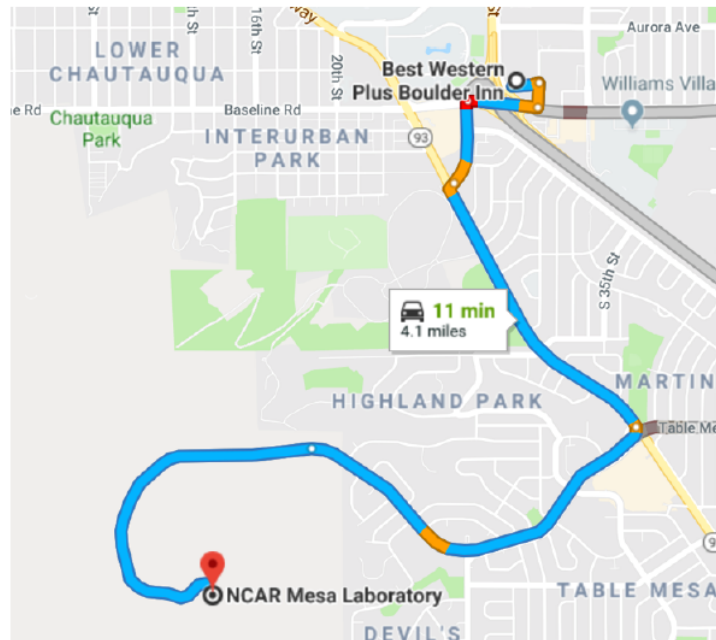 Aurora Ave
LOWER
CHAUTAUQUA
16th St
20th St
Best Western
Plus Boulder Inn
Williams Villa
Baseline Rd
Chautauqua
Park
INTERURBAN
PARK
93
S 35th St
11 min
4.1 miles
MARTIN
HIGHLAND PARK
Table Me
NCAR Mesa Laboratory
TABLE MESA
DEVIL'S